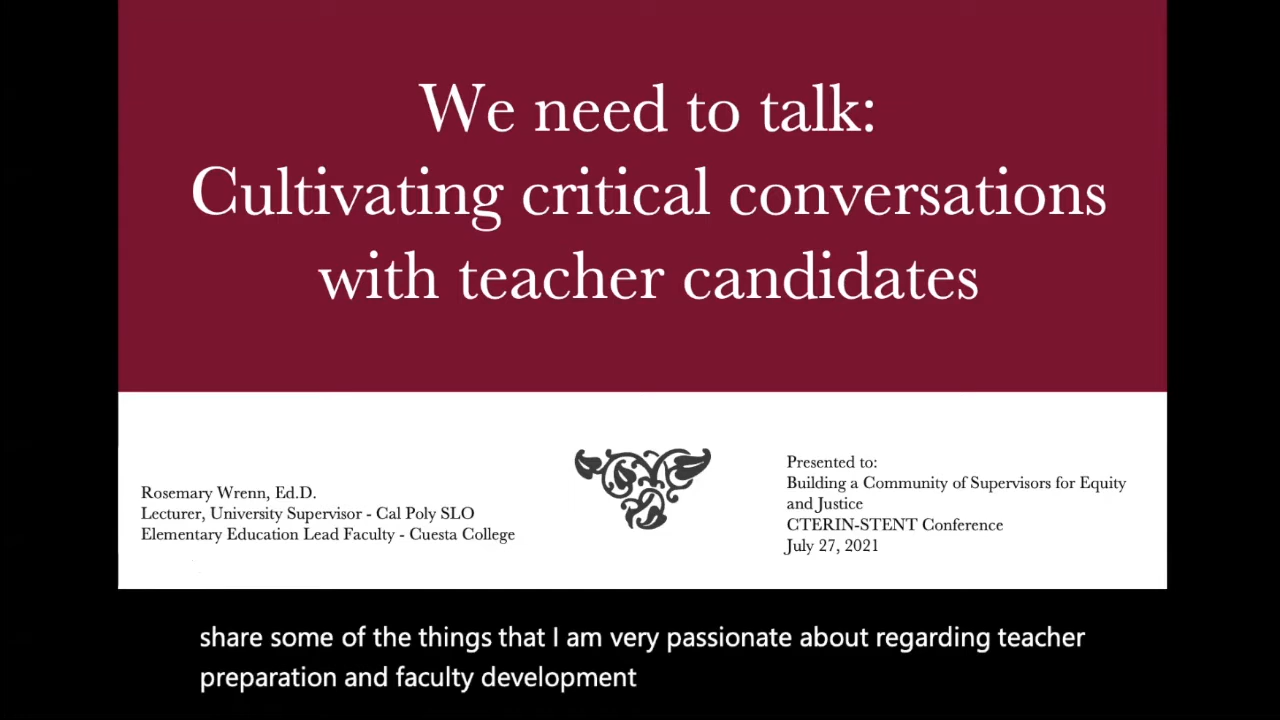 We need to talk:
Cultivating critical conversations
with teacher candidates
Rosemary Wrenn, Ed.D.
Lecturer, University Supervisor - Cal Poly SLO
Elementary Education Lead Faculty - Cuesta College
Presented to:
Building a Community of Supervisors for Equity
and Justice
CTERIN-STENT Conference
July 27, 2021
share some of the things that I am very passionate about regarding teacher
preparation and faculty development